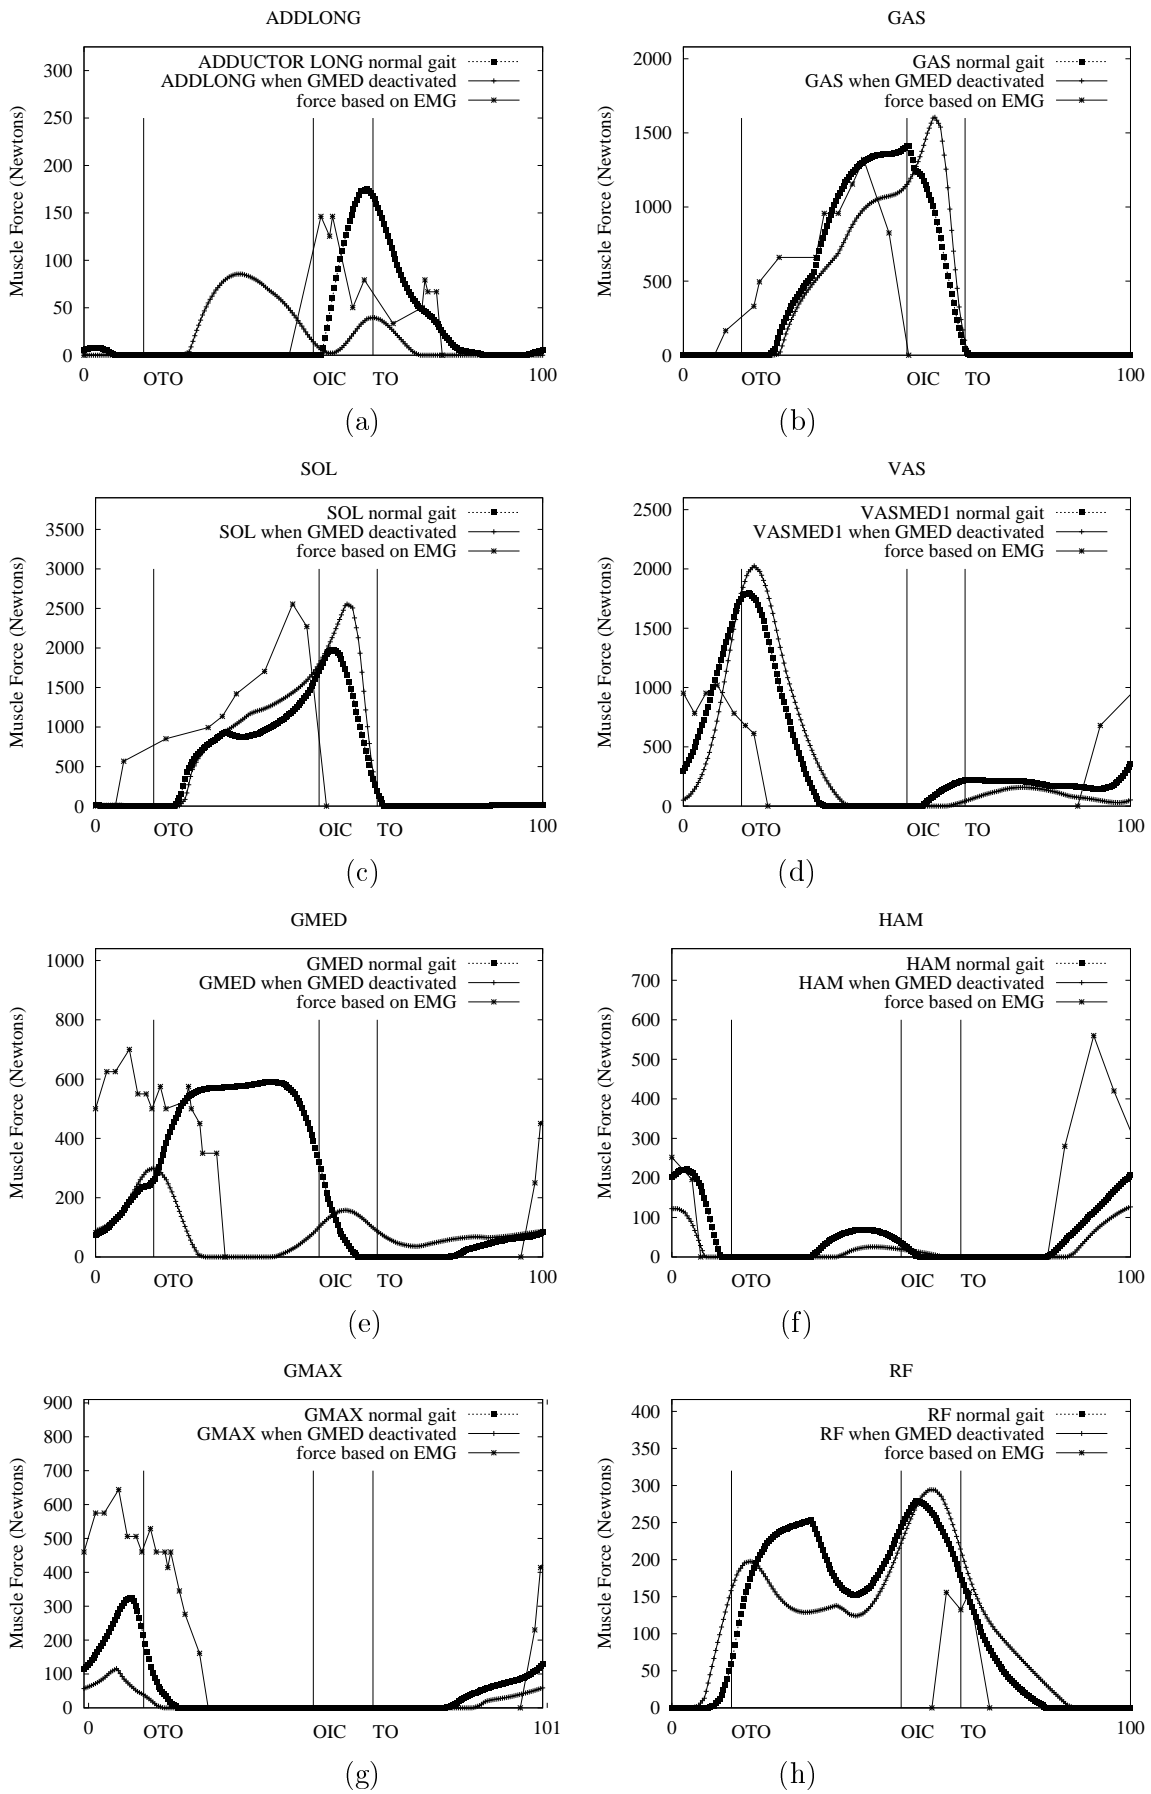 ADDLONG
ADDUCTOR LONG normal gait
ADDLONG when GMED deactivated
force based on EMG
Muscle Force (Newtons)
300
250
200
150
100
50
0
0 OTO OIC TO 100
(a)
GAS
GAS normal gait
GAS when GMED deactivated
force based on EMG
Muscle Force (Newtons)
2000
1500
1000
500
0
0 OTO OIC TO 100
(b)
SOL
SOL normal gait
SOL when GMED deactivated
force based on EMG
Muscle Force (Newtons)
3500
3000
2500
2000
1500
1000
500
0
0 OTO OIC TO 100
(c)
VAS
VASMED1 normal gait
VASMED1 when GMED deactivated
force based on EMG
Muscle Force (Newtons)
2500
2000
1500
1000
500
0
0 OTO OIC TO 100
(d)
GMED
GMED normal gait
GMED when GMED deactivated
force based on EMG
Muscle Force (Newtons)
1000
800
600
400
200
0
0 OTO OIC TO 100
(e)
HAM
HAM normal gait
HAM when GMED deactivated
force based on EMG
Muscle Force (Newtons)
700
600
500
400
300
200
100
0
0 OTO OIC TO 100
(f)
GMAX
GMAX normal gait
GMAX when GMED deactivated
force based on EMG
Muscle Force (Newtons)
900
800
700
600
500
400
300
200
100
0
0 OTO OIC TO 101
(g)
RF
RF normal gait
RF when GMED deactivated
force based on EMG
Muscle Force (Newtons)
400
350
300
250
200
150
100
50
0
0 OTO OIC TO 100
(h)